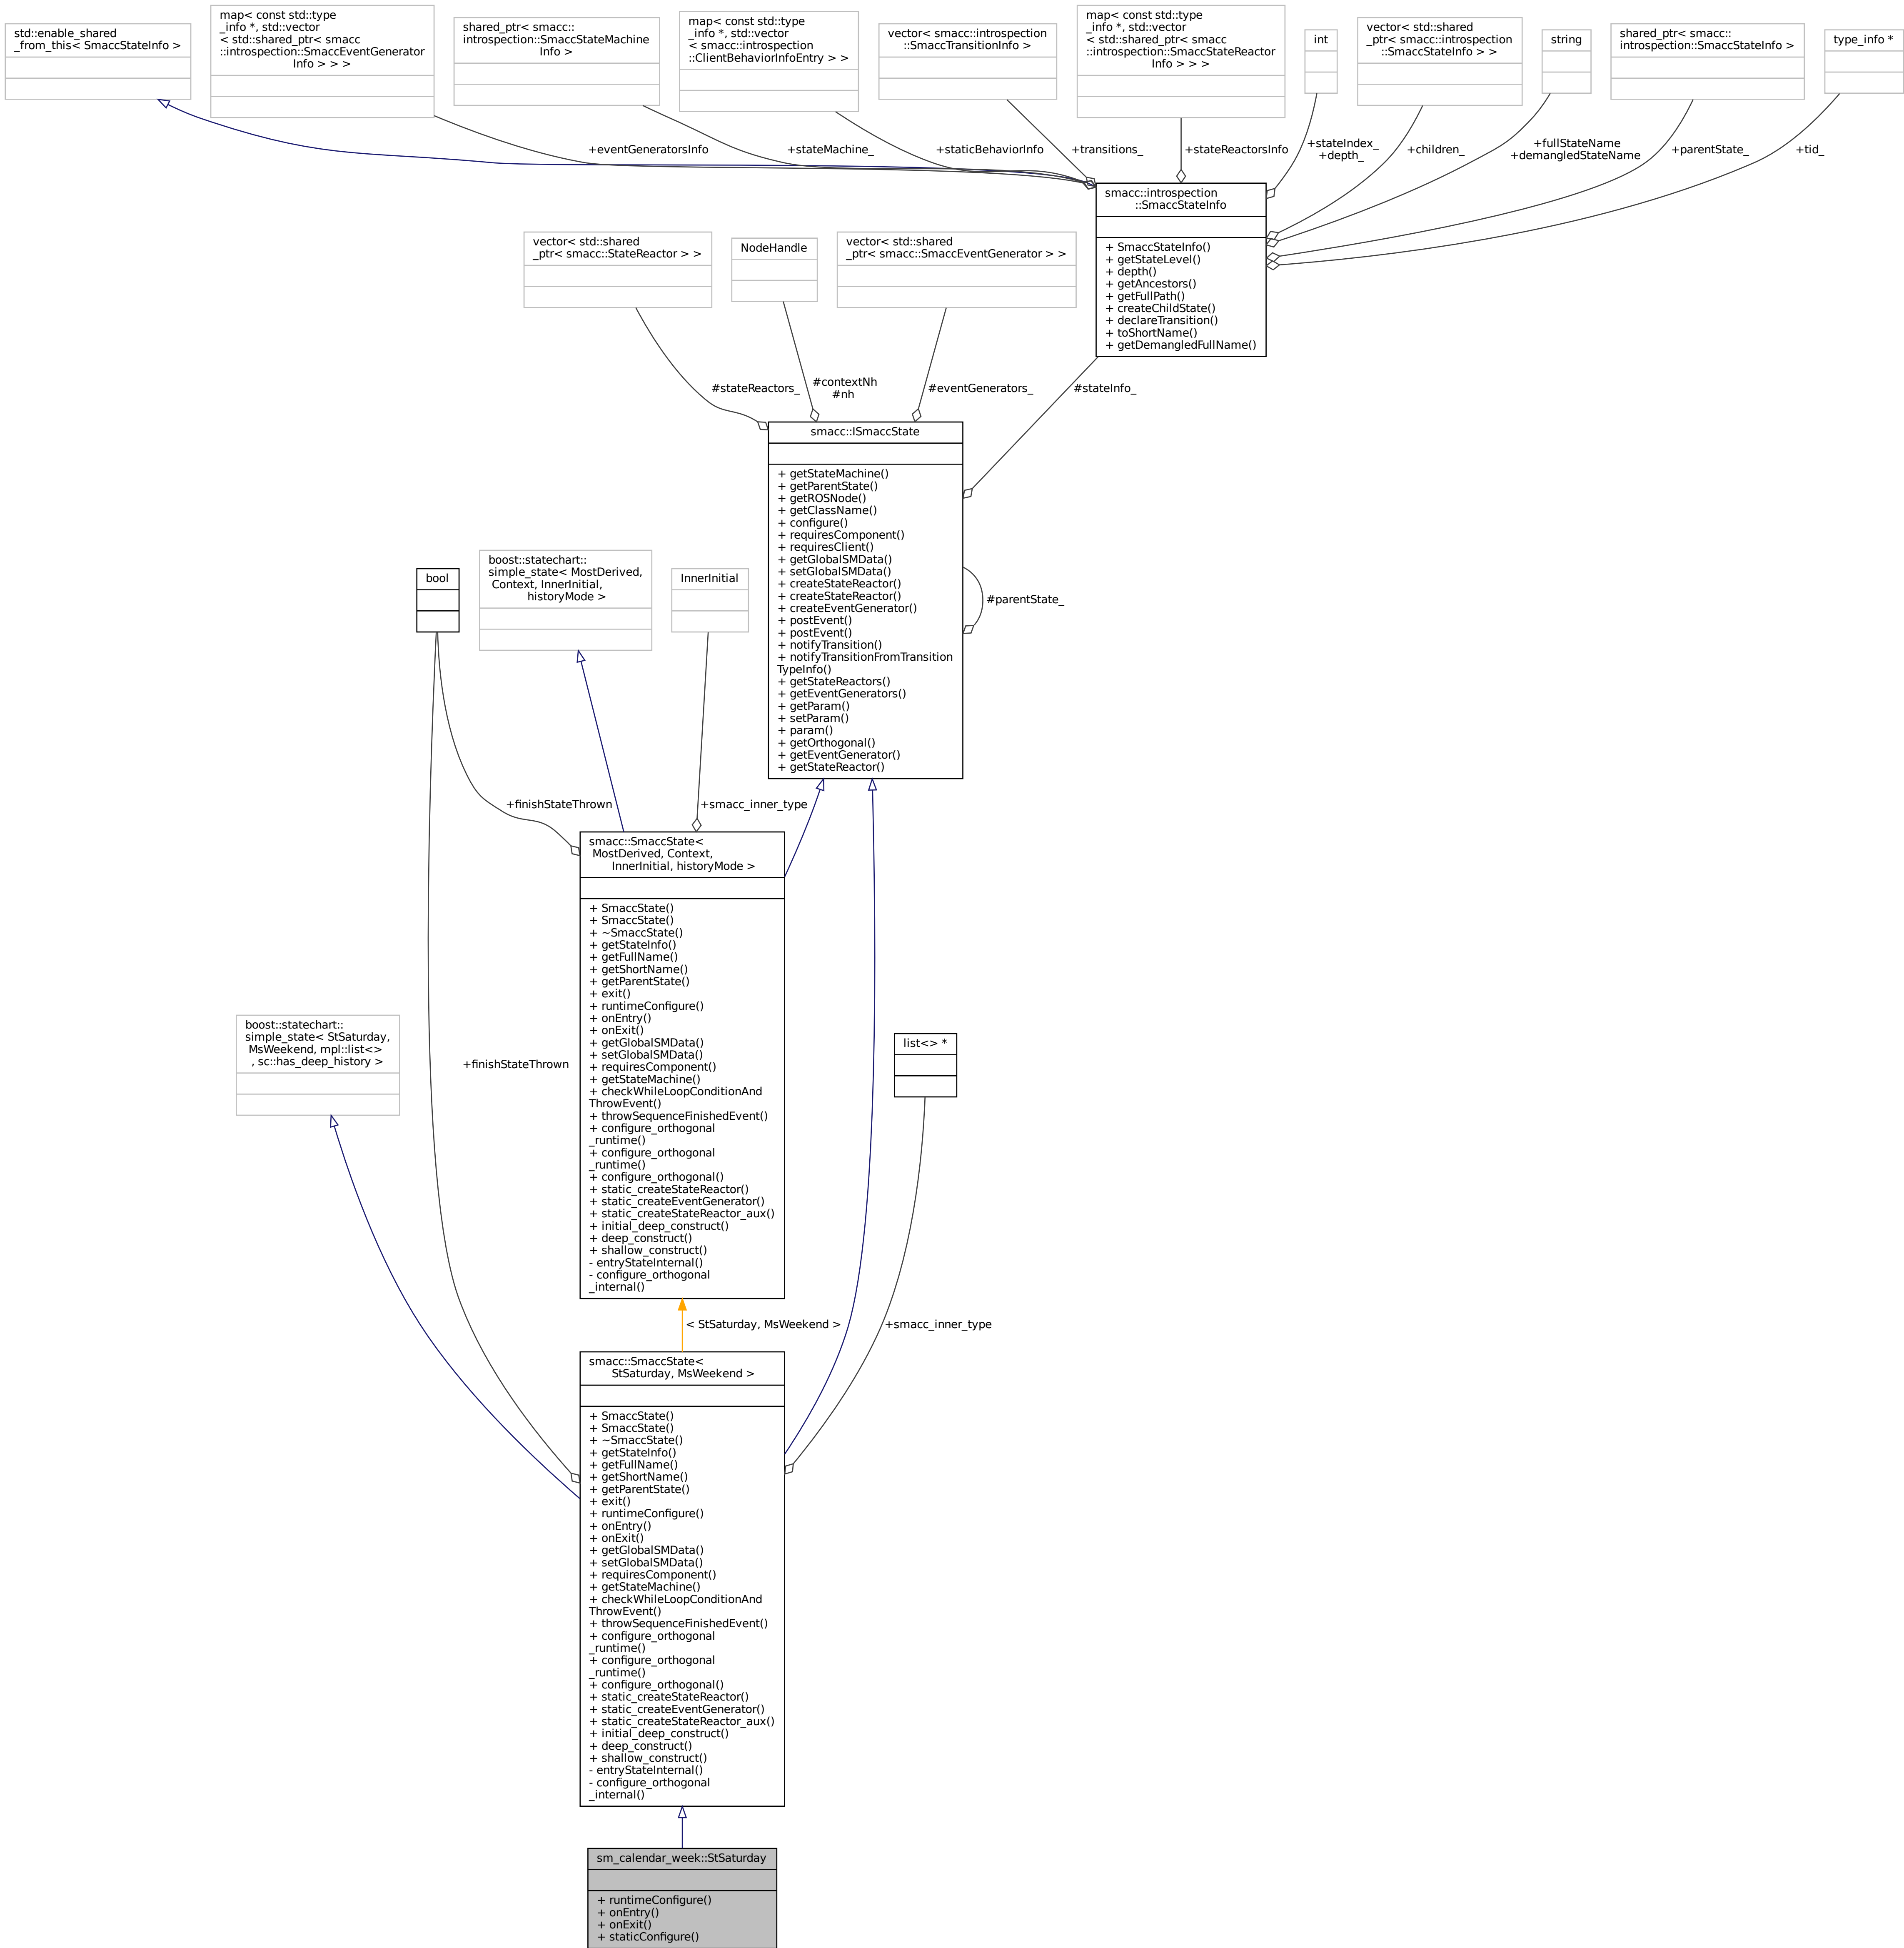 std::enable_shared
_from_this< SmaccStateInfo >
map< const std::type
_info *, std::vector
< std::shared_ptr< smacc
::introspection::SmaccEventGenerator
Info > > >
shared_ptr< smacc::
introspection::SmaccStateMachine
Info >
map< const std::type
_info *, std::vector
< smacc::introspection
::ClientBehaviorInfoEntry > >
vector< smacc::introspection
::SmaccTransitionInfo >
map< const std::type
_info *, std::vector
< std::shared_ptr< smacc
::introspection::SmaccStateReactor
Info > > >
int
vector< std::shared
_ptr< smacc::introspection
::SmaccStateInfo > >
string
shared_ptr< smacc::
introspection::SmaccStateInfo >
type_info *
+eventGeneratorsInfo
+stateMachine_
+staticBehaviorInfo
+transitions_
+stateReactorsInfo
+stateIndex_
+depth_
+children_
+fullStateName
+demangledStateName
+parentState_
+tid_
smacc::introspection
::SmaccStateInfo
+ SmaccStateInfo()
+ getStateLevel()
+ depth()
+ getAncestors()
+ getFullPath()
+ createChildState()
+ declareTransition()
+ toShortName()
+ getDemangledFullName()
vector< std::shared
_ptr< smacc::StateReactor > >
NodeHandle
vector< std::shared
_ptr< smacc::SmaccEventGenerator > >
#stateReactors_
#contextNh
#nh
#eventGenerators_
#stateInfo_
smacc::ISmaccState
+ getStateMachine()
+ getParentState()
+ getROSNode()
+ getClassName()
+ configure()
+ requiresComponent()
+ requiresClient()
+ getGlobalSMData()
+ setGlobalSMData()
+ createStateReactor()
+ createStateReactor()
+ createEventGenerator()
+ postEvent()
+ postEvent()
+ notifyTransition()
+ notifyTransitionFromTransition
TypeInfo()
+ getStateReactors()
+ getEventGenerators()
+ getParam()
+ setParam()
+ param()
+ getOrthogonal()
+ getEventGenerator()
+ getStateReactor()
#parentState_
bool
boost::statechart::
simple_state< MostDerived,
Context, InnerInitial,
historyMode >
InnerInitial
+finishStateThrown
+smacc_inner_type
smacc::SmaccState<
MostDerived, Context,
InnerInitial, historyMode >
+ SmaccState()
+ SmaccState()
+ ~SmaccState()
+ getStateInfo()
+ getFullName()
+ getShortName()
+ getParentState()
+ exit()
+ runtimeConfigure()
+ onEntry()
+ onExit()
+ getGlobalSMData()
+ setGlobalSMData()
+ requiresComponent()
+ getStateMachine()
+ checkWhileLoopConditionAnd
ThrowEvent()
+ throwSequenceFinishedEvent()
+ configure_orthogonal
_runtime()
+ configure_orthogonal
_runtime()
+ configure_orthogonal()
+ static_createStateReactor()
+ static_createEventGenerator()
+ static_createStateReactor_aux()
+ initial_deep_construct()
+ deep_construct()
+ shallow_construct()
- entryStateInternal()
- configure_orthogonal
_internal()
boost::statechart::
simple_state< StSaturday,
MsWeekend, mpl::list<>
, sc::has_deep_history >
+finishStateThrown
list<> *
< StSaturday, MsWeekend >
+smacc_inner_type
smacc::SmaccState<
StSaturday, MsWeekend >
+ SmaccState()
+ SmaccState()
+ ~SmaccState()
+ getStateInfo()
+ getFullName()
+ getShortName()
+ getParentState()
+ exit()
+ runtimeConfigure()
+ onEntry()
+ onExit()
+ getGlobalSMData()
+ setGlobalSMData()
+ requiresComponent()
+ getStateMachine()
+ checkWhileLoopConditionAnd
ThrowEvent()
+ throwSequenceFinishedEvent()
+ configure_orthogonal
_runtime()
+ configure_orthogonal
_runtime()
+ configure_orthogonal()
+ static_createStateReactor()
+ static_createEventGenerator()
+ static_createStateReactor_aux()
+ initial_deep_construct()
+ deep_construct()
+ shallow_construct()
- entryStateInternal()
- configure_orthogonal
_internal()
sm_calendar_week::StSaturday
+ runtimeConfigure()
+ onEntry()
+ onExit()
+ staticConfigure()